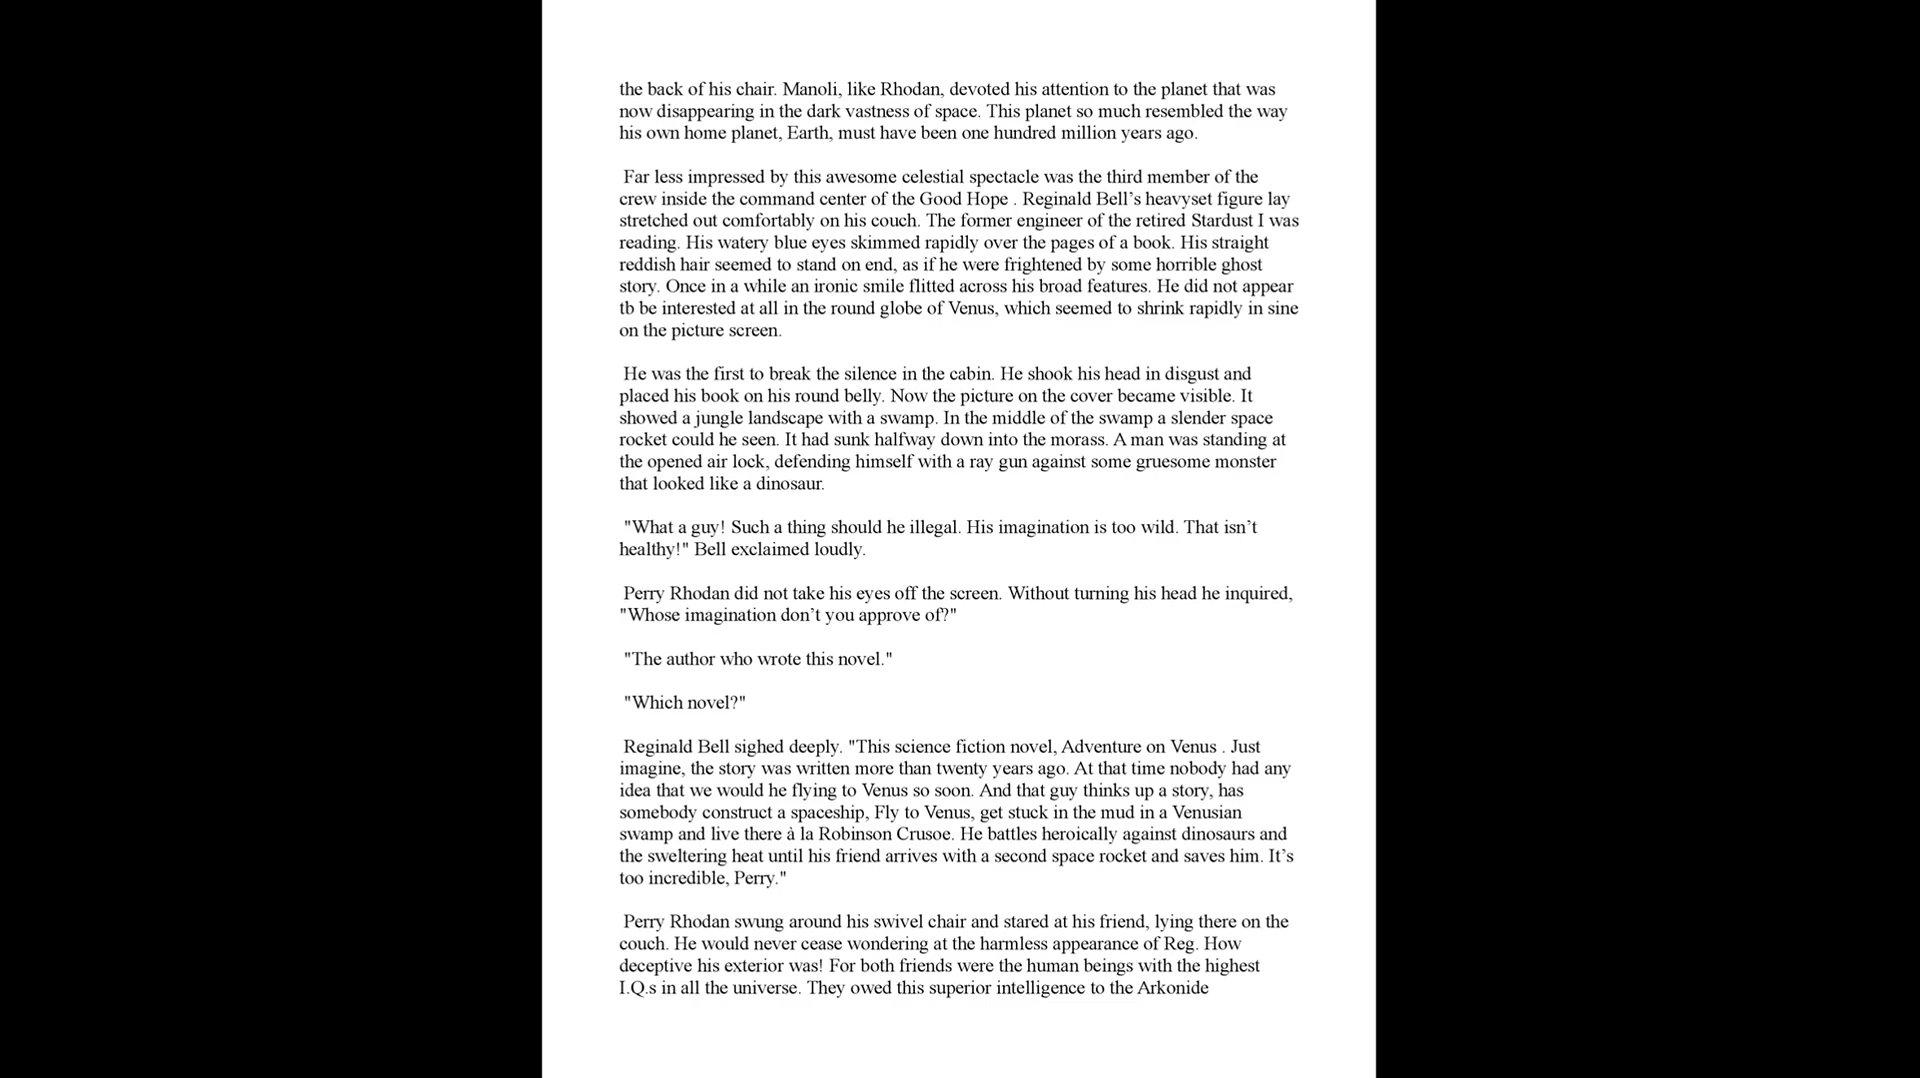 the back of his chair. Manoli, like Rhodan, devoted his attention to the planet that was
now disappearing in the dark vastness of space. This planet so much resembled the way
his own home planet, Earth, must have been one hundred million years ago.
Far less impressed by this awesome celestial spectacle was the third member of the
crew inside the command center of the Good Hope . Reginald Bell’s heavyset figure lay
stretched out comfortably on his couch. The former engineer of the retired Stardust I was
reading. His watery blue eyes skimmed rapidly over the pages of a book. His straight
reddish hair seemed to stand on end, as if he were frightened by some horrible ghost
story. Once in a while an ironic smile flitted across his broad features. He did not appear
tb be interested at all in the round globe of Venus, which seemed to shrink rapidly in sine
on the picture screen.
He was the first to break the silence in the cabin. He shook his head in disgust and
placed his book on his round belly. Now the picture on the cover became visible. It
showed a jungle landscape with a swamp. In the middle of the swamp a slender space
rocket could he seen. It had sunk halfway down into the morass. A man was standing at
the opened air lock, defending himself with a ray gun against some gruesome monster
that looked like a dinosaur.
"What a guy! Such a thing should he illegal. His imagination is too wild. That isn’t
healthy!" Bell exclaimed loudly.
Perry Rhodan did not take his eyes off the screen. Without turning his head he inquired,
"Whose imagination don’t you approve of?"
"The author who wrote this novel."
"Which novel?"
Reginald Bell sighed deeply. "This science fiction novel, Adventure on Venus . Just
imagine, the story was written more than twenty years ago. At that time nobody had any
idea that we would he flying to Venus so soon. And that guy thinks up a story, has
somebody construct a spaceship, Fly to Venus, get stuck in the mud in a Venusian
swamp and live there à la Robinson Crusoe. He battles heroically against dinosaurs and
the sweltering heat until his friend arrives with a second space rocket and saves him. It’s
too incredible, Perry."
Perry Rhodan swung around his swivel chair and stared at his friend, lying there on the
couch. He would never cease wondering at the harmless appearance of Reg. How
deceptive his exterior was! For both friends were the human beings with the highest
I.Q.s in all the universe. They owed this superior intelligence to the Arkonide